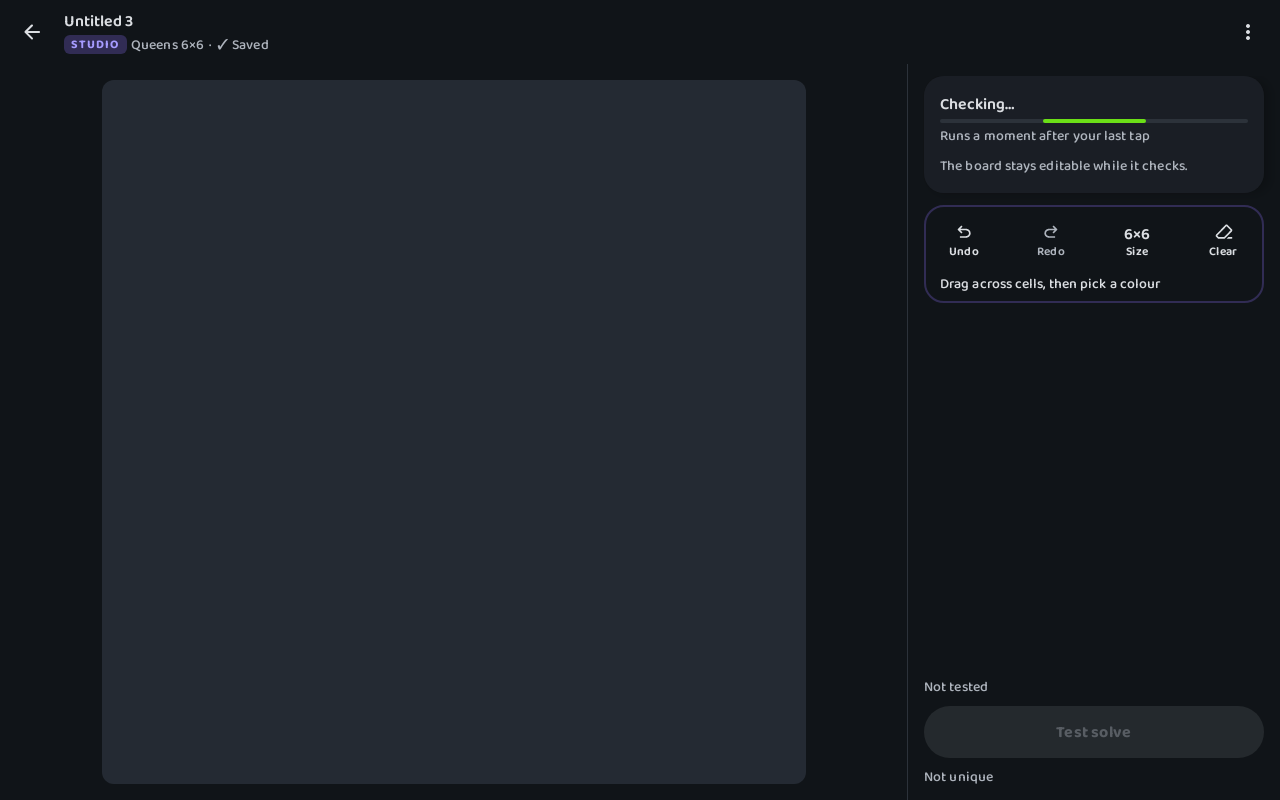 Untitled 3
STUDIO Queens 6×6 · ✓ Saved
Checking…
Runs a moment after your last tap
The board stays editable while it checks.
Undo Redo 6×6 Size Clear
Drag across cells, then pick a colour
Not tested
Test solve
Not unique